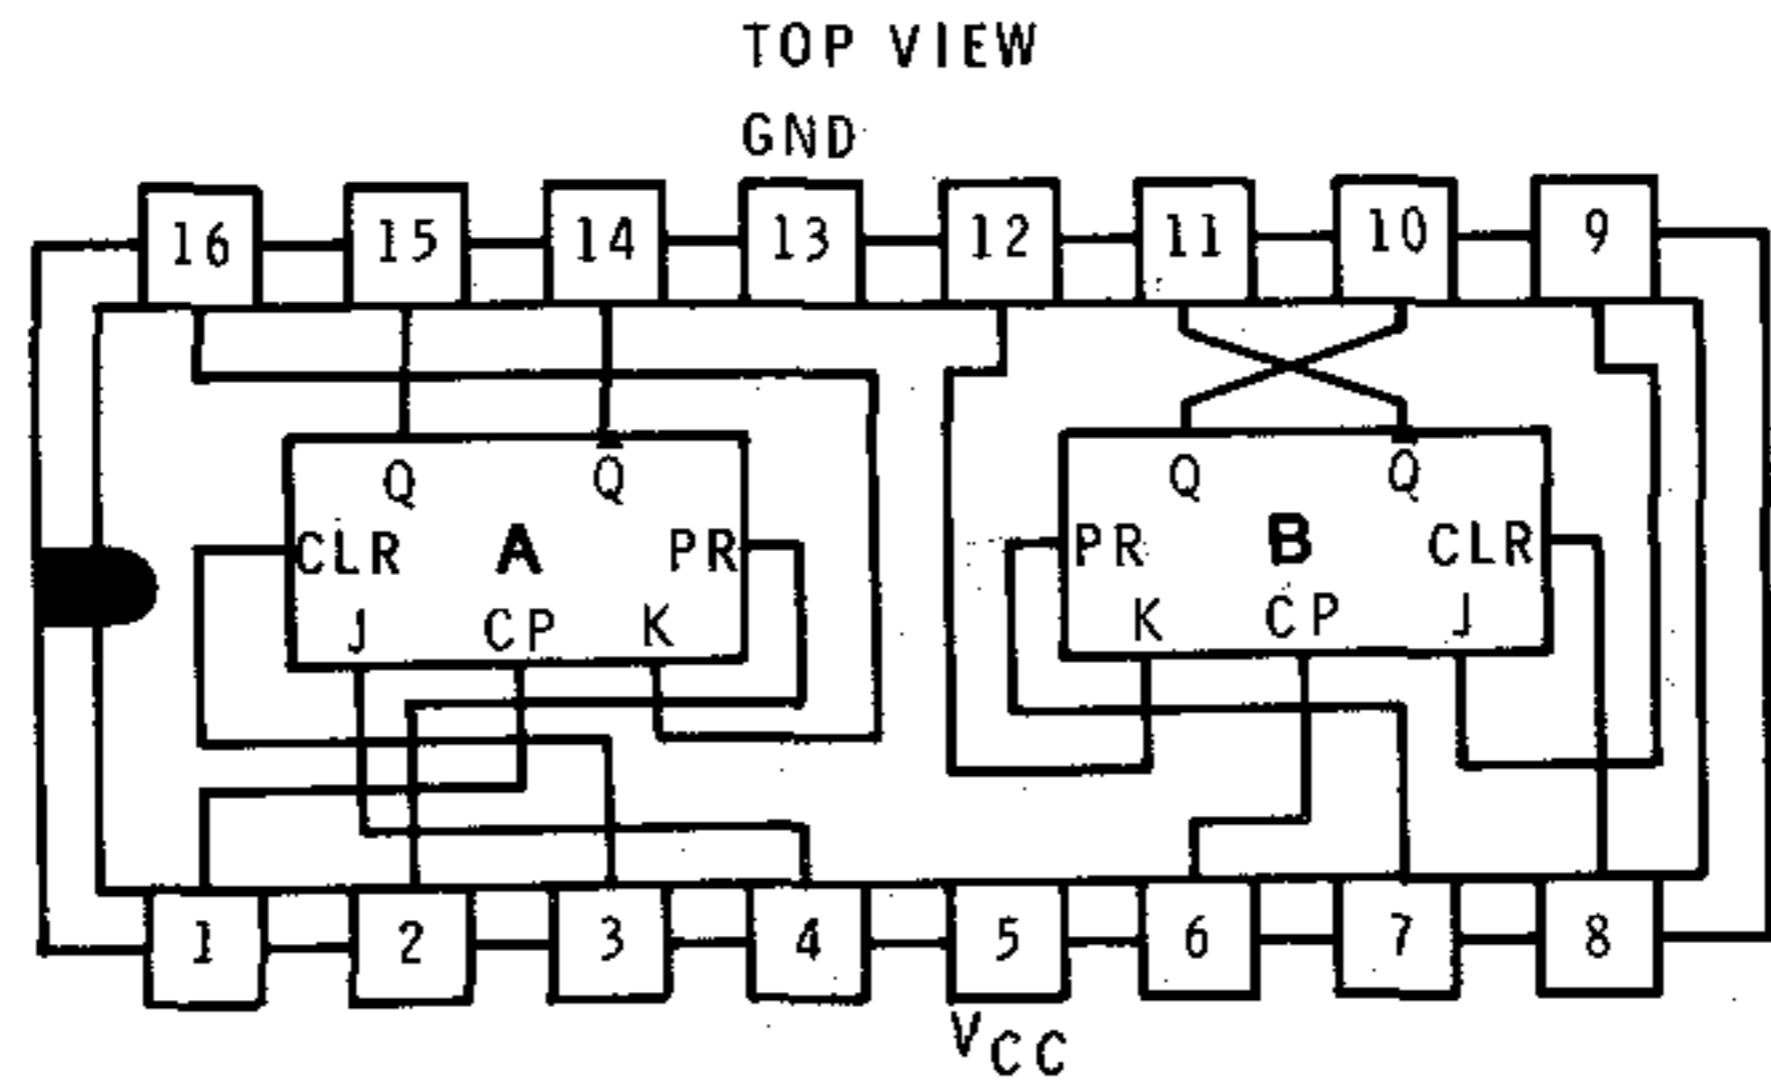 TOP VIEW
GND
16 15 14 13 12 11 10 9
Q Q̅ Q Q̅
CLR A PR PR B CLR
J CP K K CP J
1 2 3 4 5 6 7 8
VCC